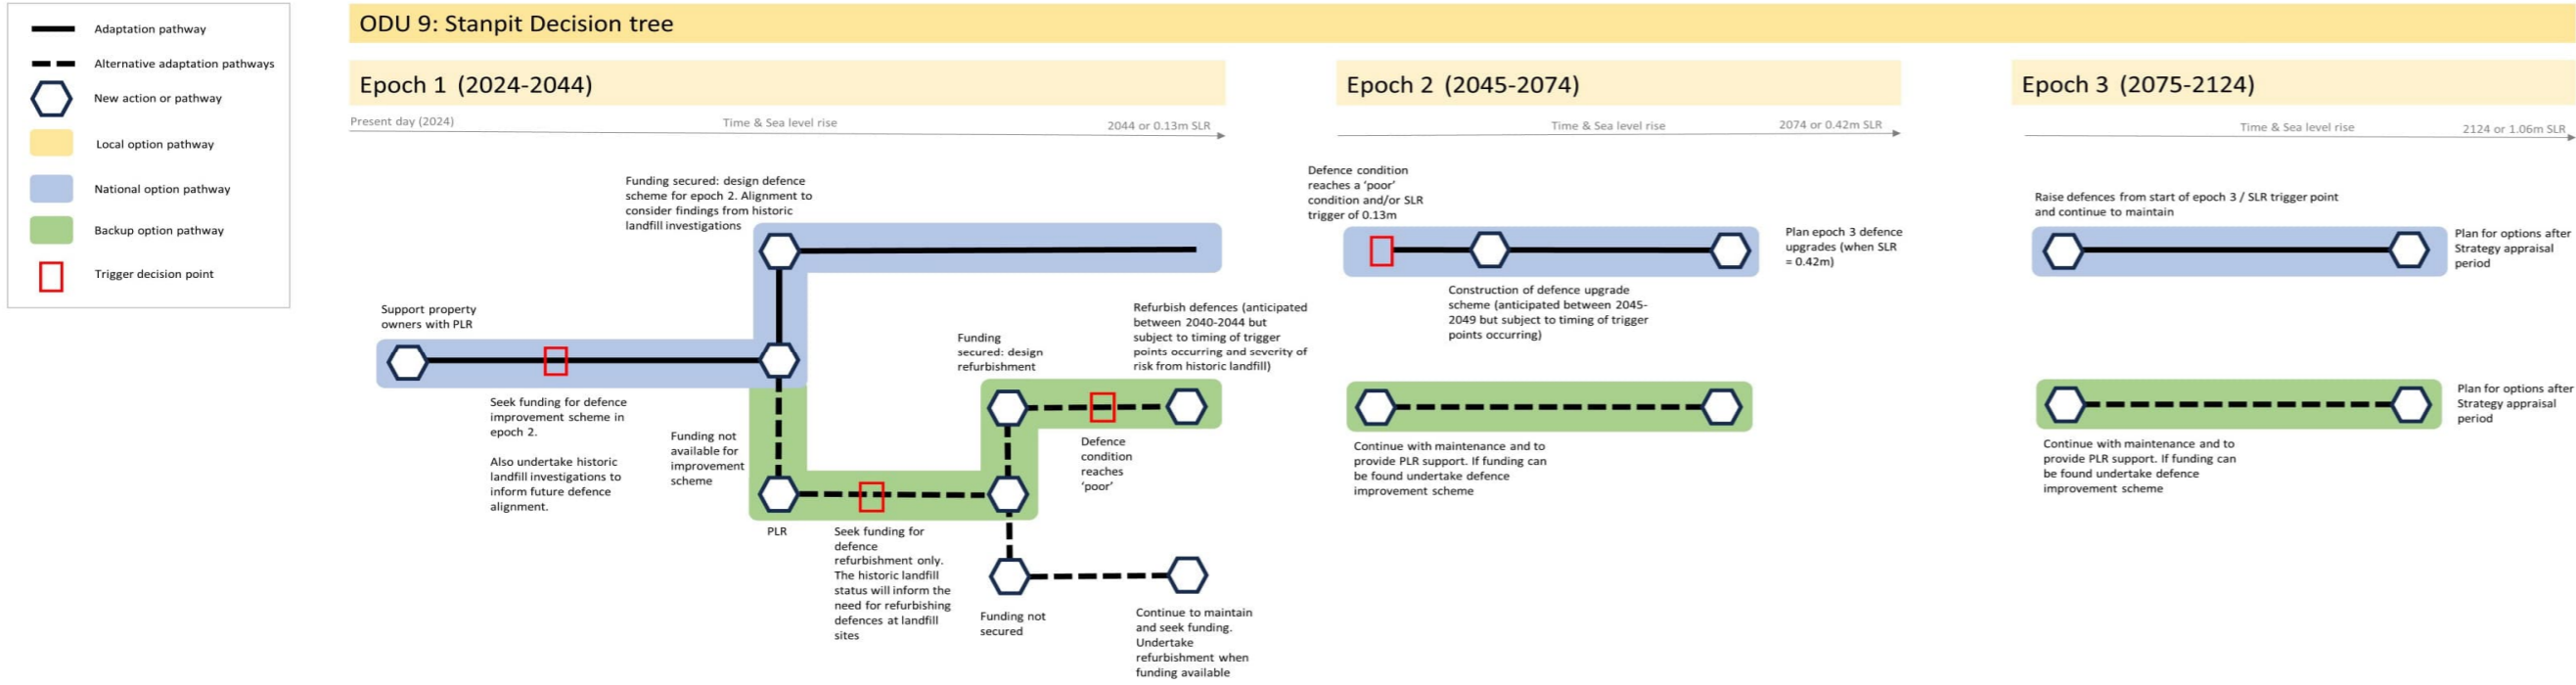 Adaptation pathway
Alternative adaptation pathways
New action or pathway
Local option pathway
National option pathway
Backup option pathway
Trigger decision point
ODU 9: Stanpit Decision tree
Epoch 1 (2024-2044)
Present day (2024)
Time & Sea level rise
2044 or 0.13m SLR
Funding secured: design defence
scheme for epoch 2. Alignment to
consider findings from historic
landfill investigations
Support property
owners with PLR
Seek funding for defence
improvement scheme in
epoch 2.
Also undertake historic
landfill investigations to
inform future defence
alignment.
Funding not
available for
improvement
scheme
PLR
Seek funding for
defence
refurbishment only.
The historic landfill
status will inform the
need for refurbishing
defences at landfill
sites
Funding
secured: design
refurbishment
Refurbish defences (anticipated
between 2040-2044 but
subject to timing of trigger
points occurring and severity of
risk from historic landfill)
Defence
condition
reaches
‘poor’
Funding not
secured
Continue to maintain
and seek funding.
Undertake
refurbishment when
funding available
Epoch 2 (2045-2074)
Time & Sea level rise
2074 or 0.42m SLR
Defence condition
reaches a ‘poor’
condition and/or SLR
trigger of 0.13m
Construction of defence upgrade
scheme (anticipated between 2045-
2049 but subject to timing of trigger
points occurring)
Plan epoch 3 defence
upgrades (when SLR
= 0.42m)
Continue with maintenance and to
provide PLR support. If funding can
be found undertake defence
improvement scheme
Epoch 3 (2075-2124)
Time & Sea level rise
2124 or 1.06m SLR
Raise defences from start of epoch 3 / SLR trigger point
and continue to maintain
Plan for options after
Strategy appraisal
period
Plan for options after
Strategy appraisal
period
Continue with maintenance and to
provide PLR support. If funding can
be found undertake defence
improvement scheme